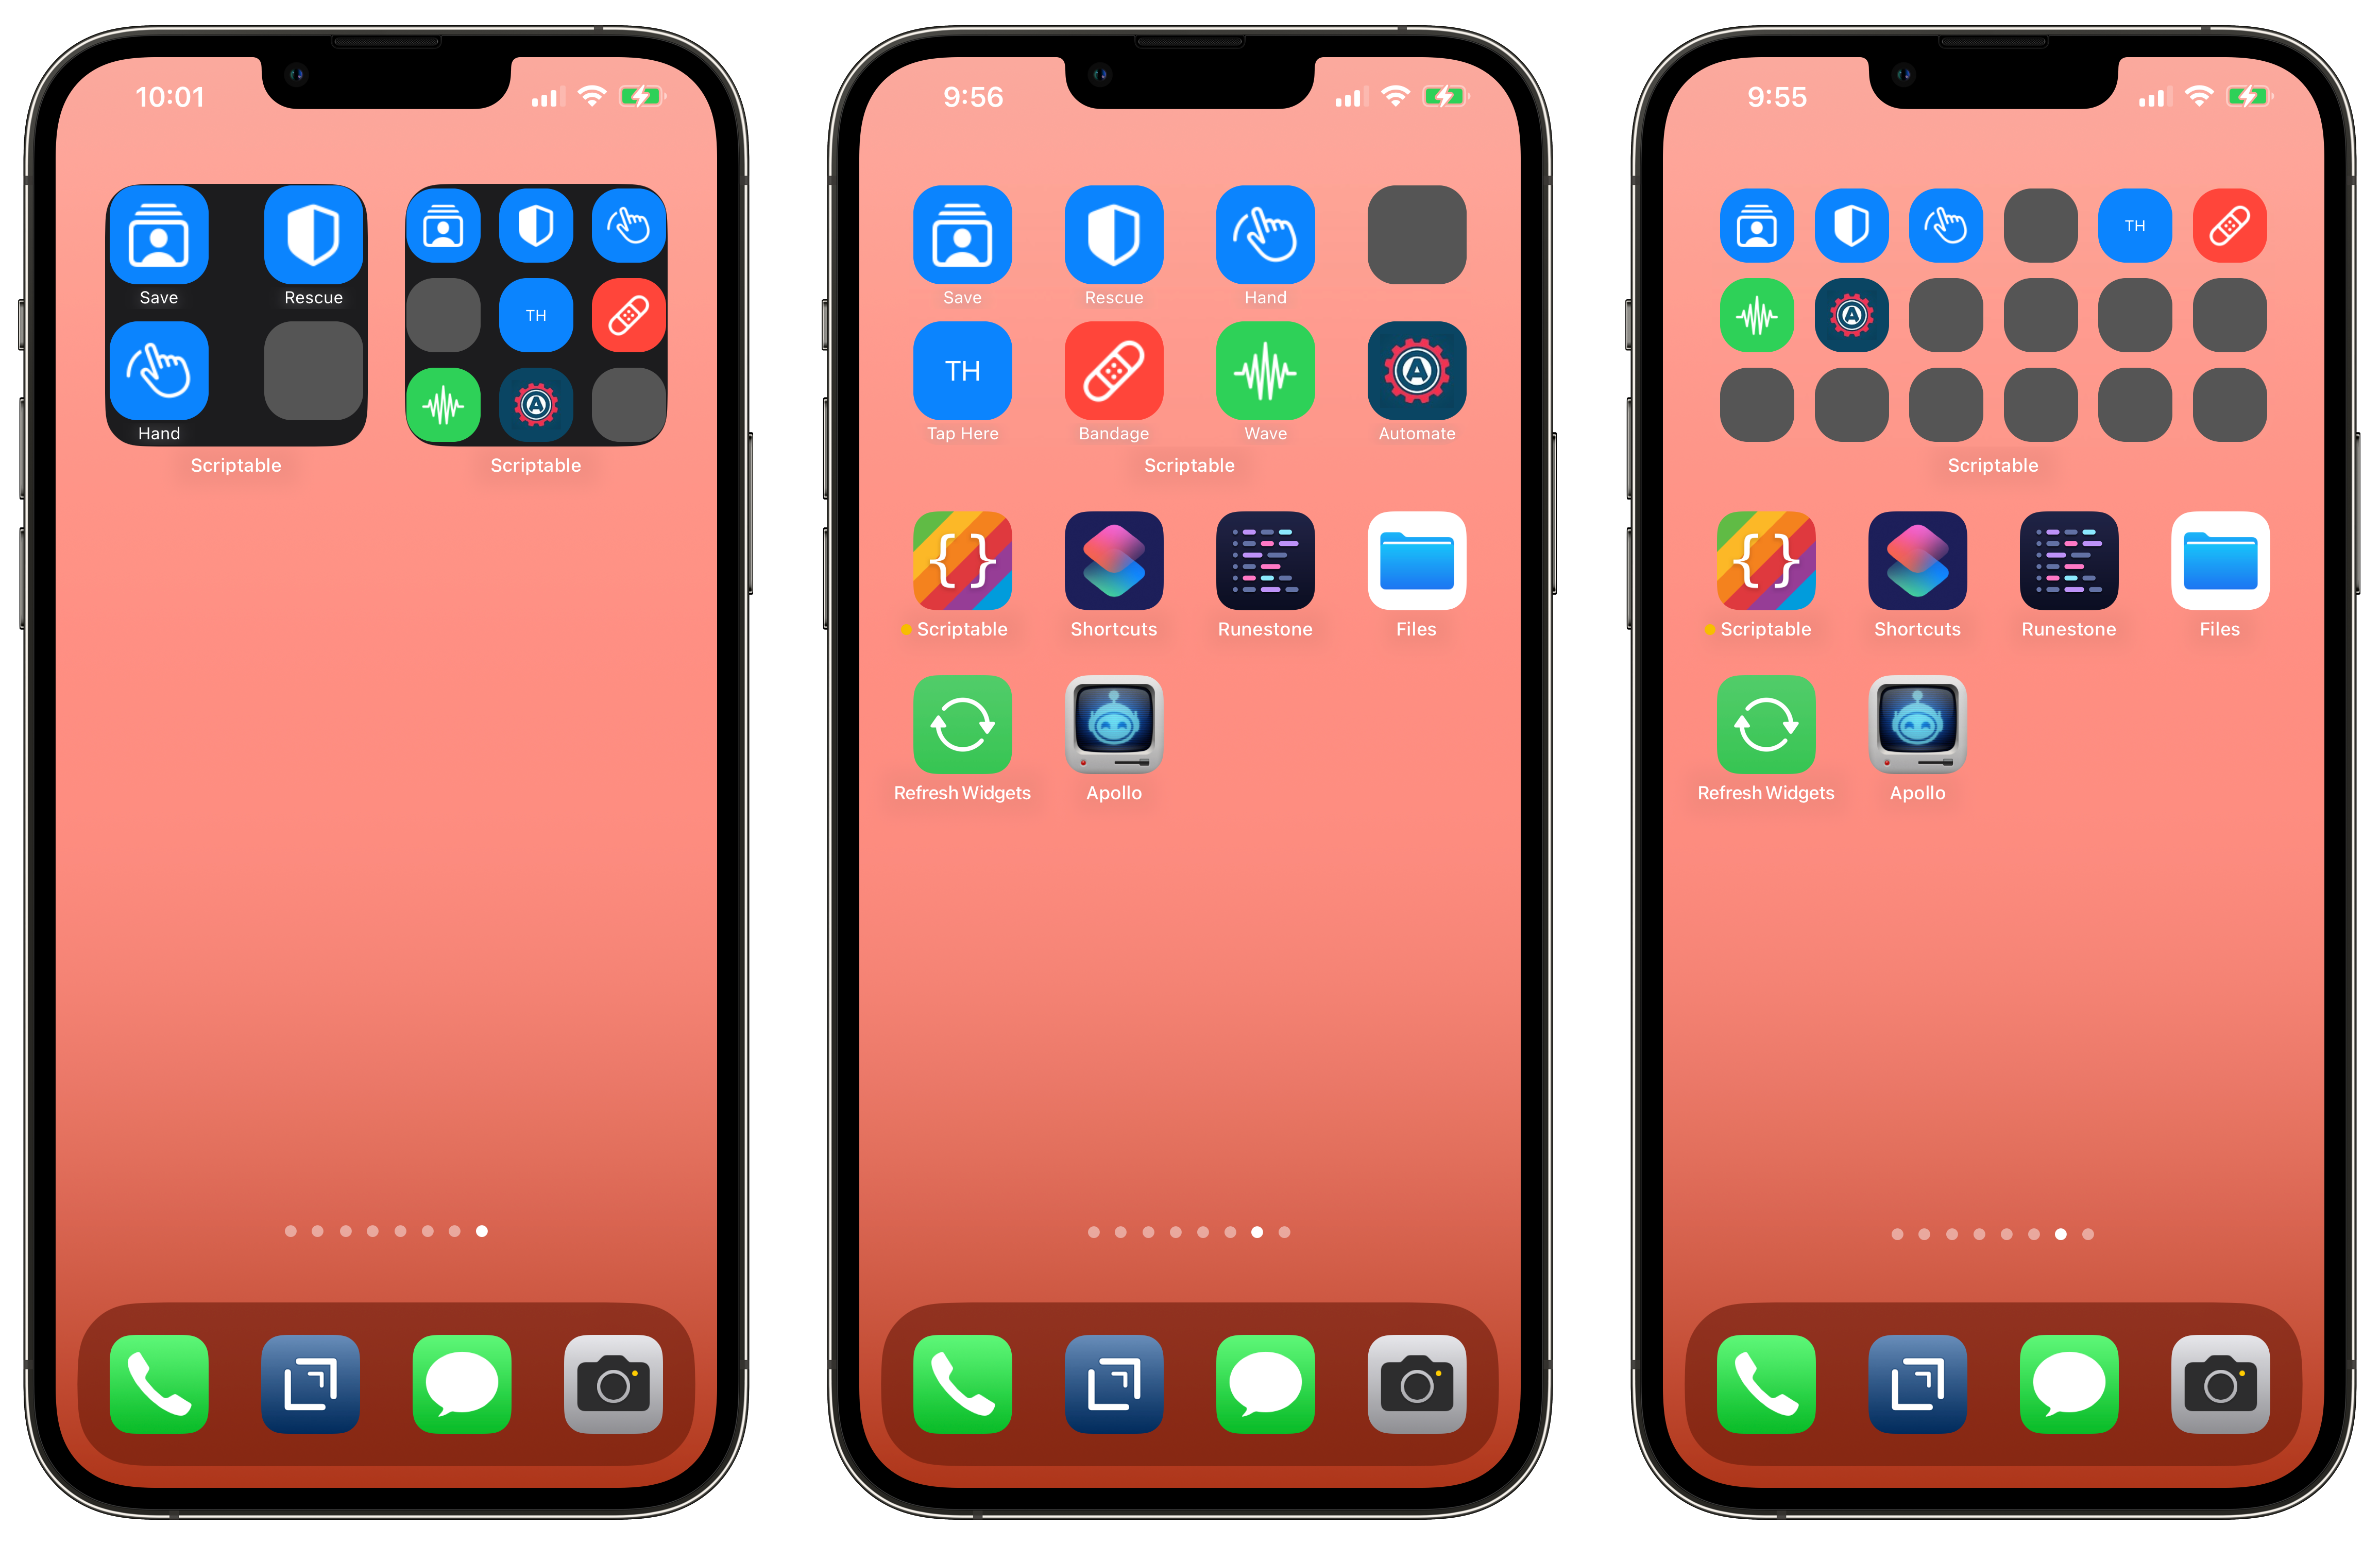 10:01
Save
Rescue
Hand
TH
Scriptable
Scriptable
9:56
Save
Rescue
Hand
TH
Tap Here
Bandage
Wave
Automate
Scriptable
{ }
Scriptable
Shortcuts
Runestone
Files
Refresh Widgets
Apollo
9:55
TH
Scriptable
{ }
Scriptable
Shortcuts
Runestone
Files
Refresh Widgets
Apollo